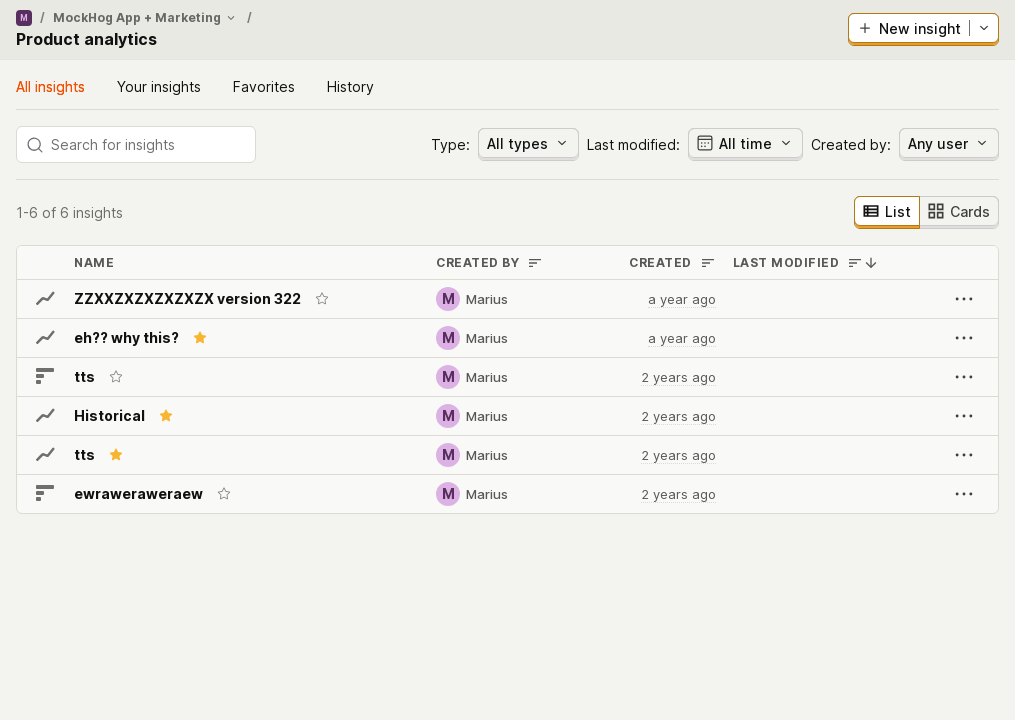 M / MockHog App + Marketing /
Product analytics
New insight
All insights Your insights Favorites History
Search for insights Type: All types Last modified: All time Created by: Any user
1-6 of 6 insights List Cards
NAME CREATED BY CREATED LAST MODIFIED
ZZXXZXZXZXZXZX version 322 M Marius a year ago
eh?? why this? M Marius a year ago
tts M Marius 2 years ago
Historical M Marius 2 years ago
tts M Marius 2 years ago
ewraweraweraew M Marius 2 years ago